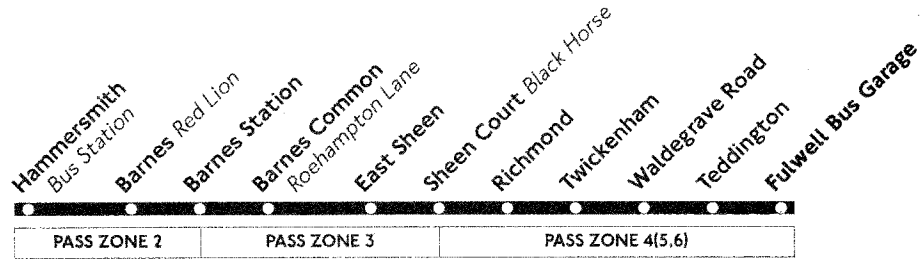 Hammersmith
Bus Station
Barnes Red Lion
Barnes Station
Barnes Common
Roehampton Lane
East Sheen
Sheen Court Black Horse
Richmond
Twickenham
Waldegrave Road
Teddington
Fulwell Bus Garage
PASS ZONE 2
PASS ZONE 3
PASS ZONE 4(5,6)